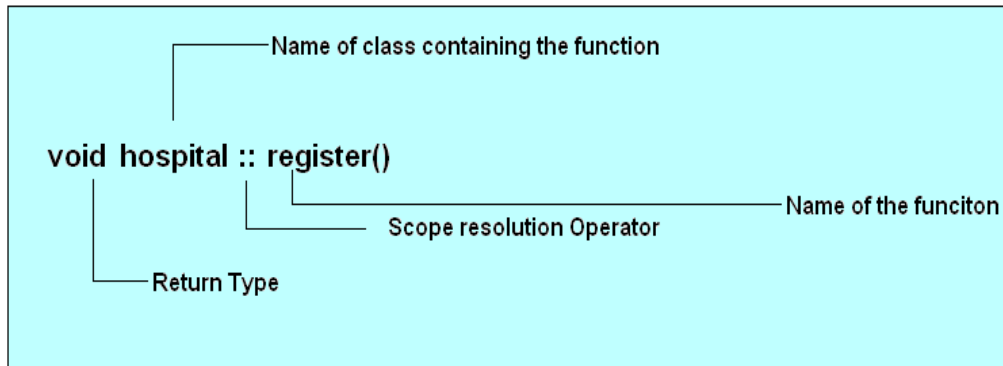 Name of class containing the function
void hospital :: register()
Name of the funciton
Scope resolution Operator
Return Type